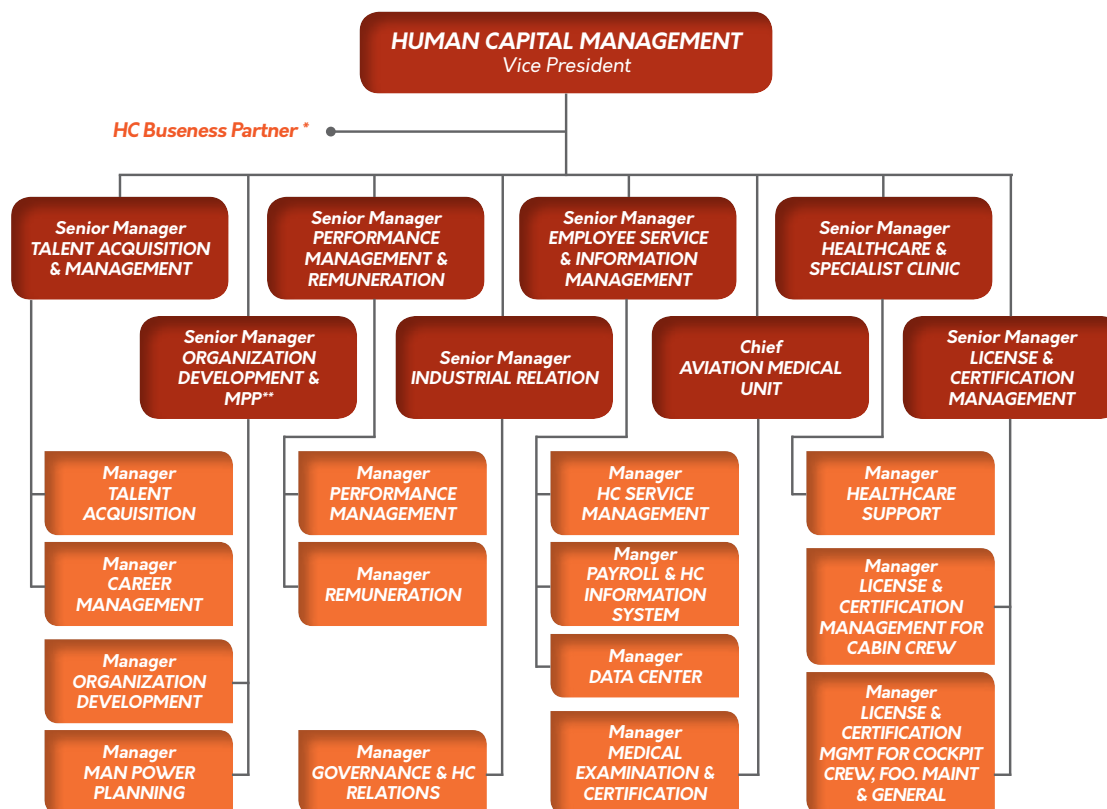 HUMAN CAPITAL MANAGEMENT
Vice President
HC Buseness Partner *
Senior Manager
TALENT ACQUISITION
& MANAGEMENT
Senior Manager
PERFORMANCE
MANAGEMENT &
REMUNERATION
Senior Manager
EMPLOYEE SERVICE
& INFORMATION
MANAGEMENT
Senior Manager
HEALTHCARE &
SPECIALIST CLINIC
Senior Manager
ORGANIZATION
DEVELOPMENT &
MPP**
Senior Manager
INDUSTRIAL RELATION
Chief
AVIATION MEDICAL
UNIT
Senior Manager
LICENSE &
CERTIFICATION
MANAGEMENT
Manager
TALENT
ACQUISITION
Manager
PERFORMANCE
MANAGEMENT
Manager
HC SERVICE
MANAGEMENT
Manager
HEALTHCARE
SUPPORT
Manager
CAREER
MANAGEMENT
Manager
REMUNERATION
Manger
PAYROLL & HC
INFORMATION
SYSTEM
Manager
LICENSE &
CERTIFICATION
MANAGEMENT FOR
CABIN CREW
Manager
ORGANIZATION
DEVELOPMENT
Manager
DATA CENTER
Manager
LICENSE &
CERTIFICATION
MGMT FOR COCKPIT
CREW, FOO. MAINT
& GENERAL
Manager
MAN POWER
PLANNING
Manager
GOVERNANCE & HC
RELATIONS
Manager
MEDICAL
EXAMINATION &
CERTIFICATION